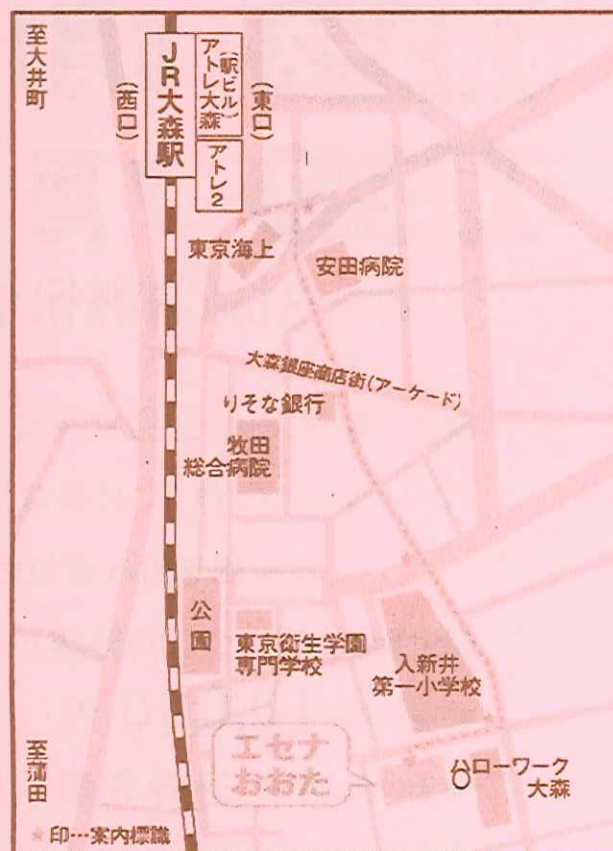 至大井町
(西口)
JR大森駅
(駅ビル)
アトレ大森
アトレ2
(東口)
東京海上
安田病院
大森銀座商店街(アーケード)
りそな銀行
牧田
総合病院
公園
東京衛生学園
専門学校
入新井
第一小学校
エセナ
おおた
ハローワーク
大森
至蒲田
★印…案内標識